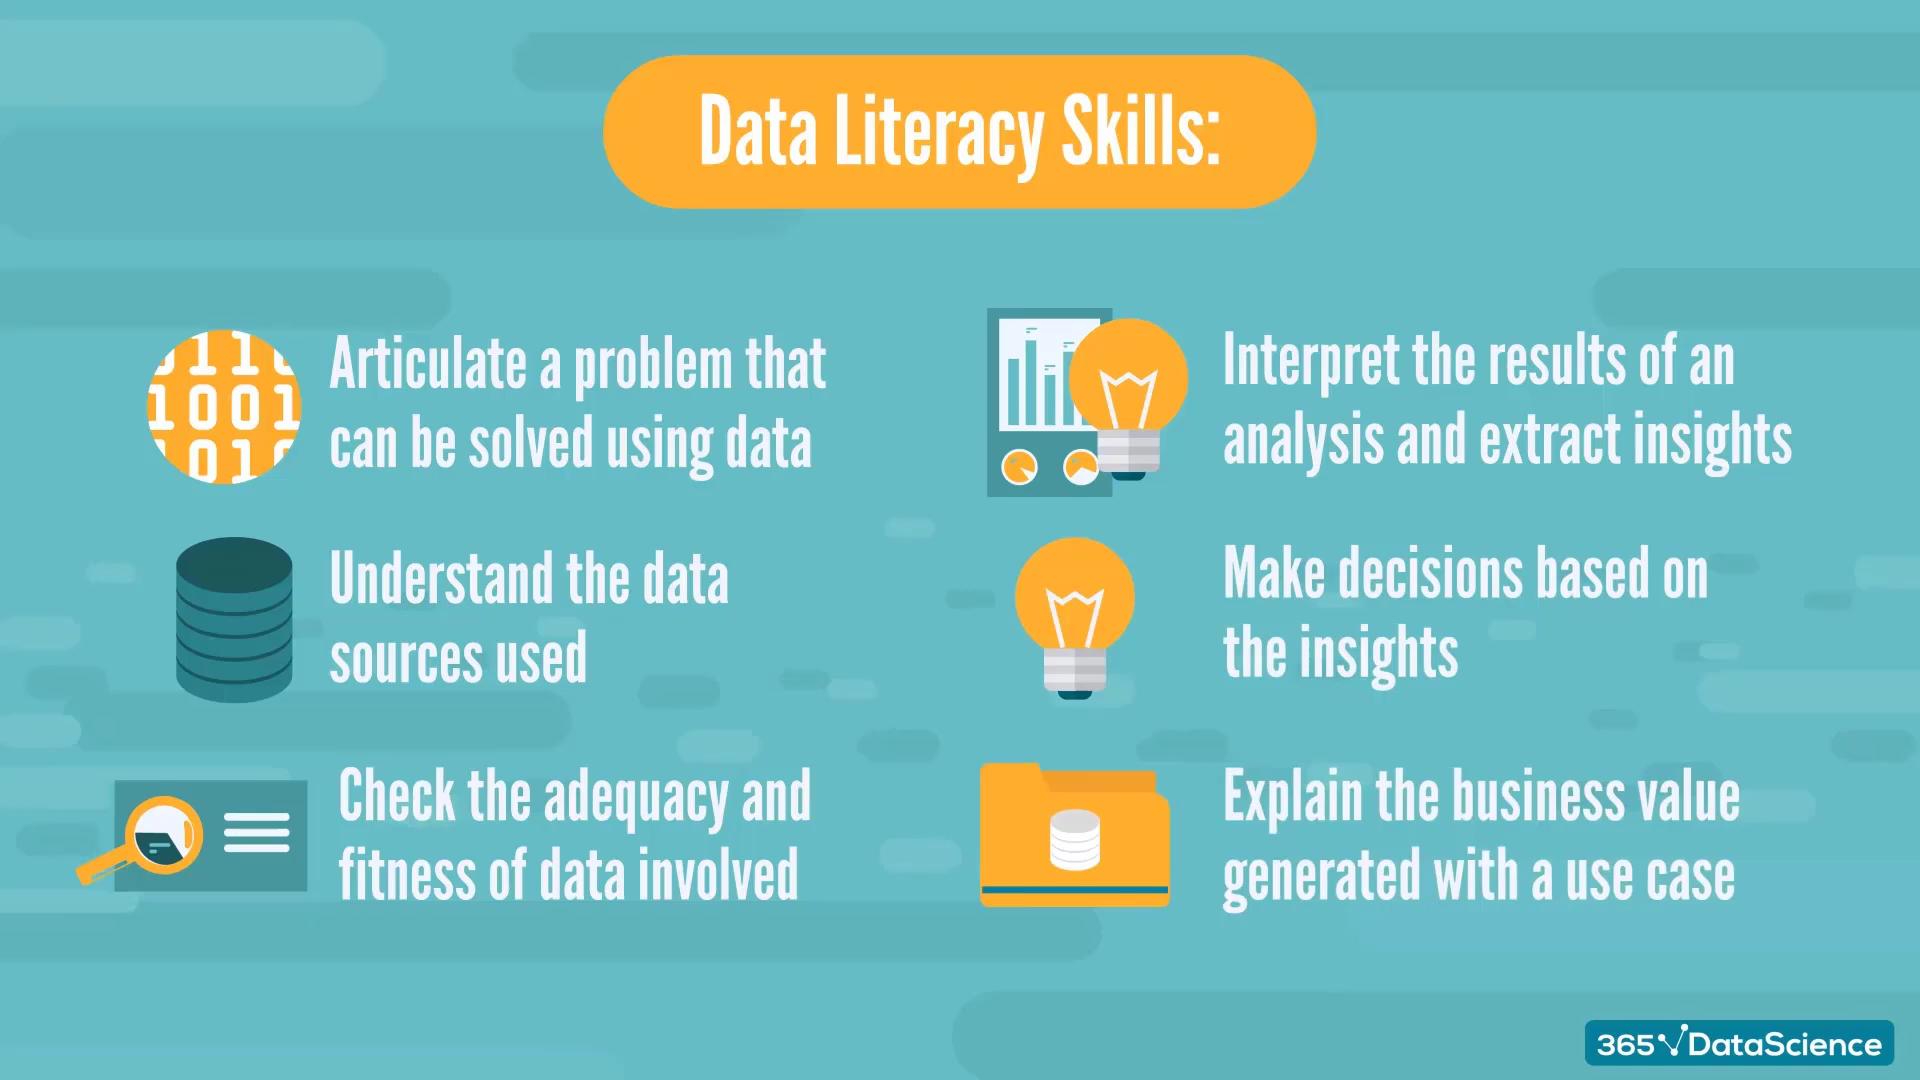 Data Literacy Skills:
Articulate a problem that
can be solved using data
Understand the data
sources used
Check the adequacy and
fitness of data involved
Interpret the results of an
analysis and extract insights
Make decisions based on
the insights
Explain the business value
generated with a use case
365 DataScience